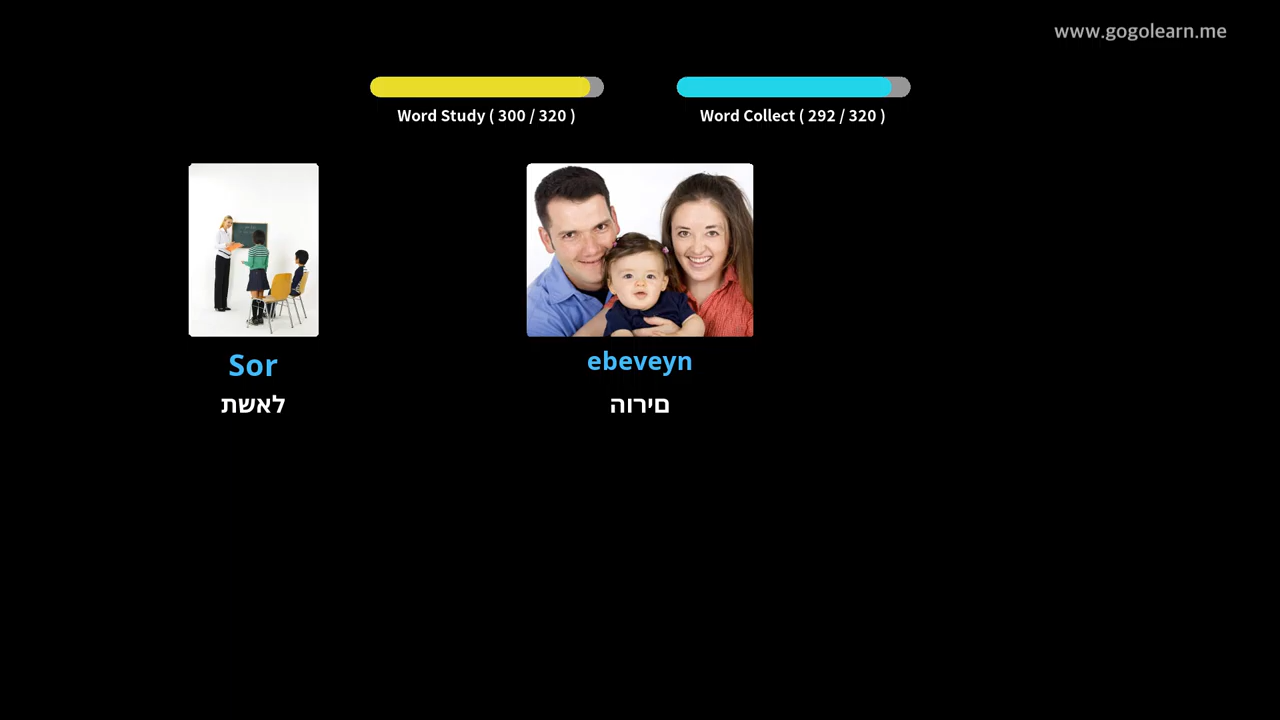 www.gogolearn.me
Word Study ( 300 / 320 )
Word Collect ( 292 / 320 )
Sor
לאשת
ebeveyn
םירוה